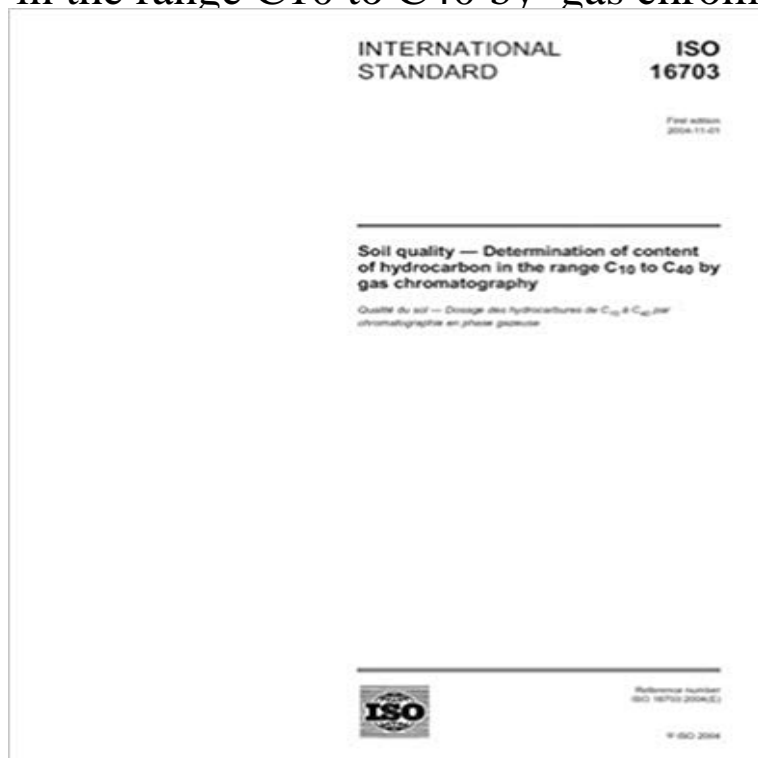 in the range C10 to C40 by gas chrom
INTERNATIONAL
STANDARD
ISO
16703
First edition
2004-11-01
Soil quality — Determination of content
of hydrocarbon in the range C₁₀ to C₄₀ by
gas chromatography
Qualité du sol — Dosage des hydrocarbures de C₁₀ à C₄₀ par
chromatographie en phase gazeuse
ISO
Reference number
ISO 16703:2004(E)
© ISO 2004